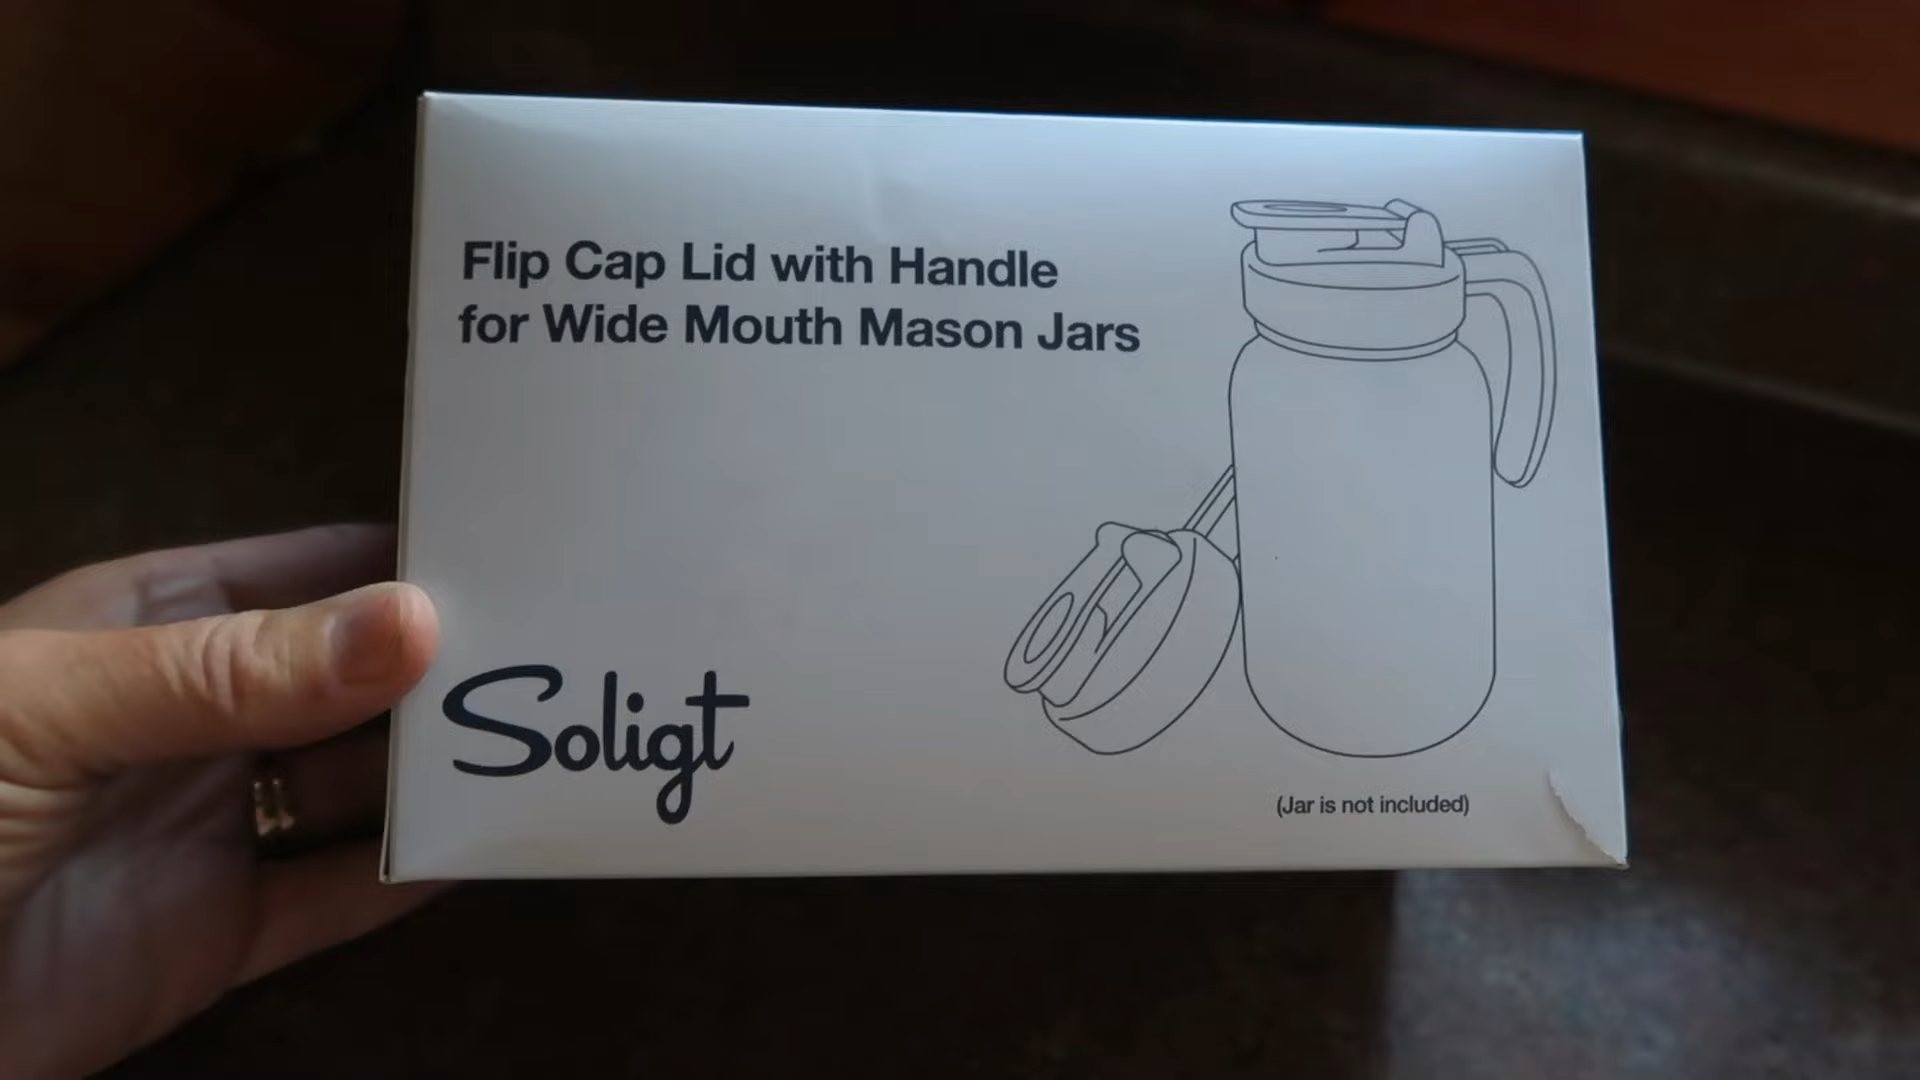 Flip Cap Lid with Handle
for Wide Mouth Mason Jars
Soligt
(Jar is not included)